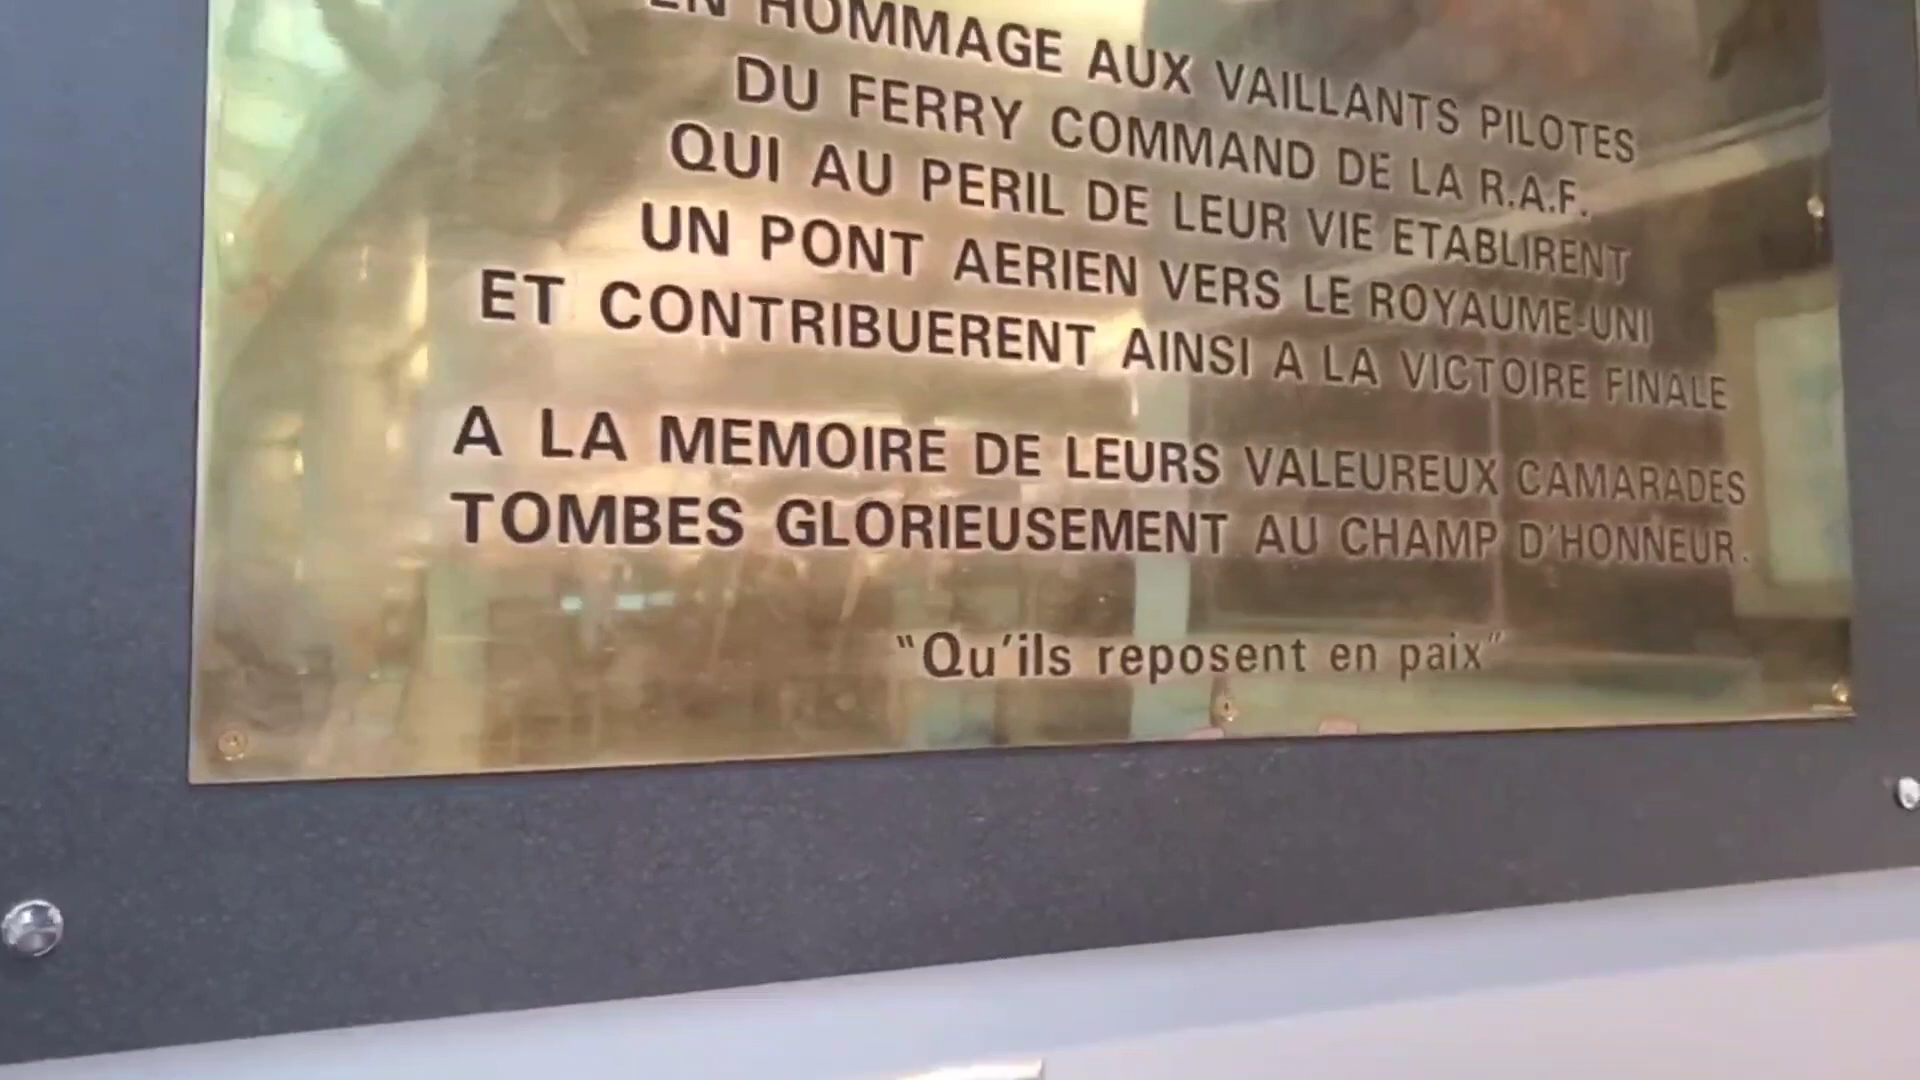 EN HOMMAGE AUX VAILLANTS PILOTES
DU FERRY COMMAND DE LA R.A.F.
QUI AU PERIL DE LEUR VIE ETABLIRENT
UN PONT AERIEN VERS LE ROYAUME-UNI
ET CONTRIBUERENT AINSI A LA VICTOIRE FINALE
A LA MEMOIRE DE LEURS VALEUREUX CAMARADES
TOMBES GLORIEUSEMENT AU CHAMP D'HONNEUR.
"Qu'ils reposent en paix"